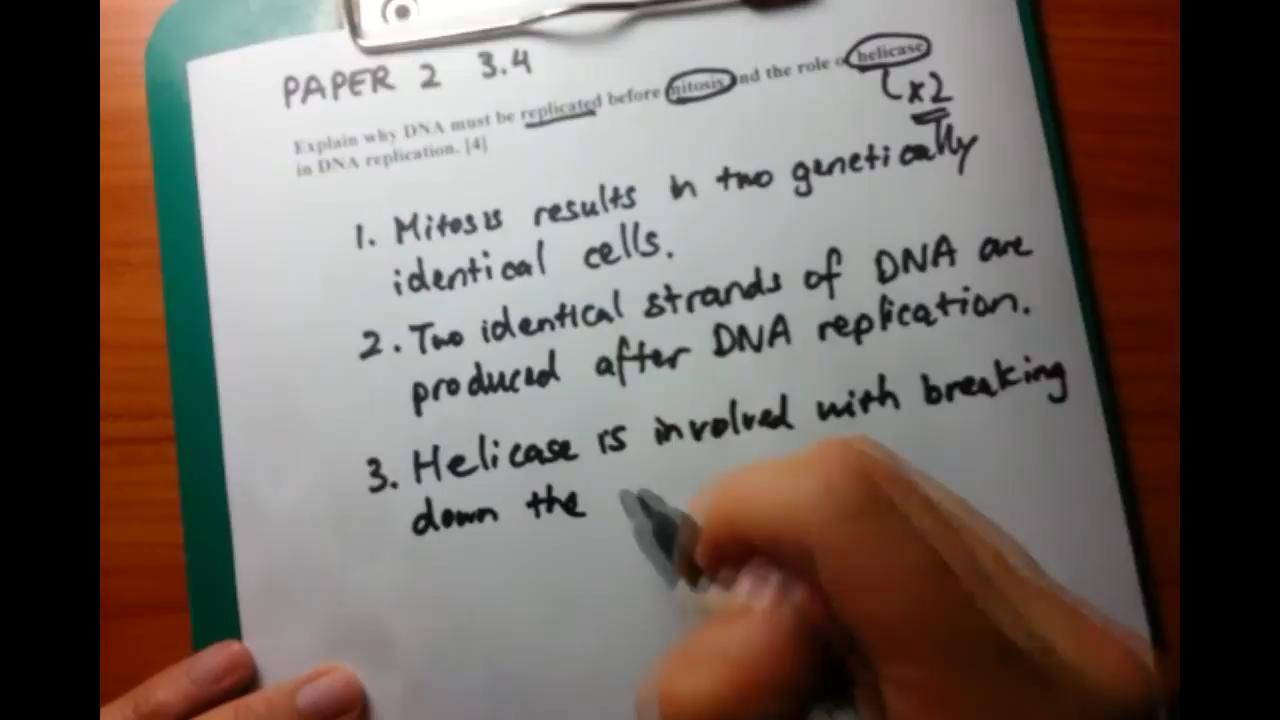 PAPER 2 3.4
Explain why DNA must be replicated before mitosis and the role of helicase
in DNA replication. [4]
x2
1. Mitosis results in two genetically
identical cells.
2. Two identical strands of DNA are
produced after DNA replication.
3. Helicase is involved with breaking
down the